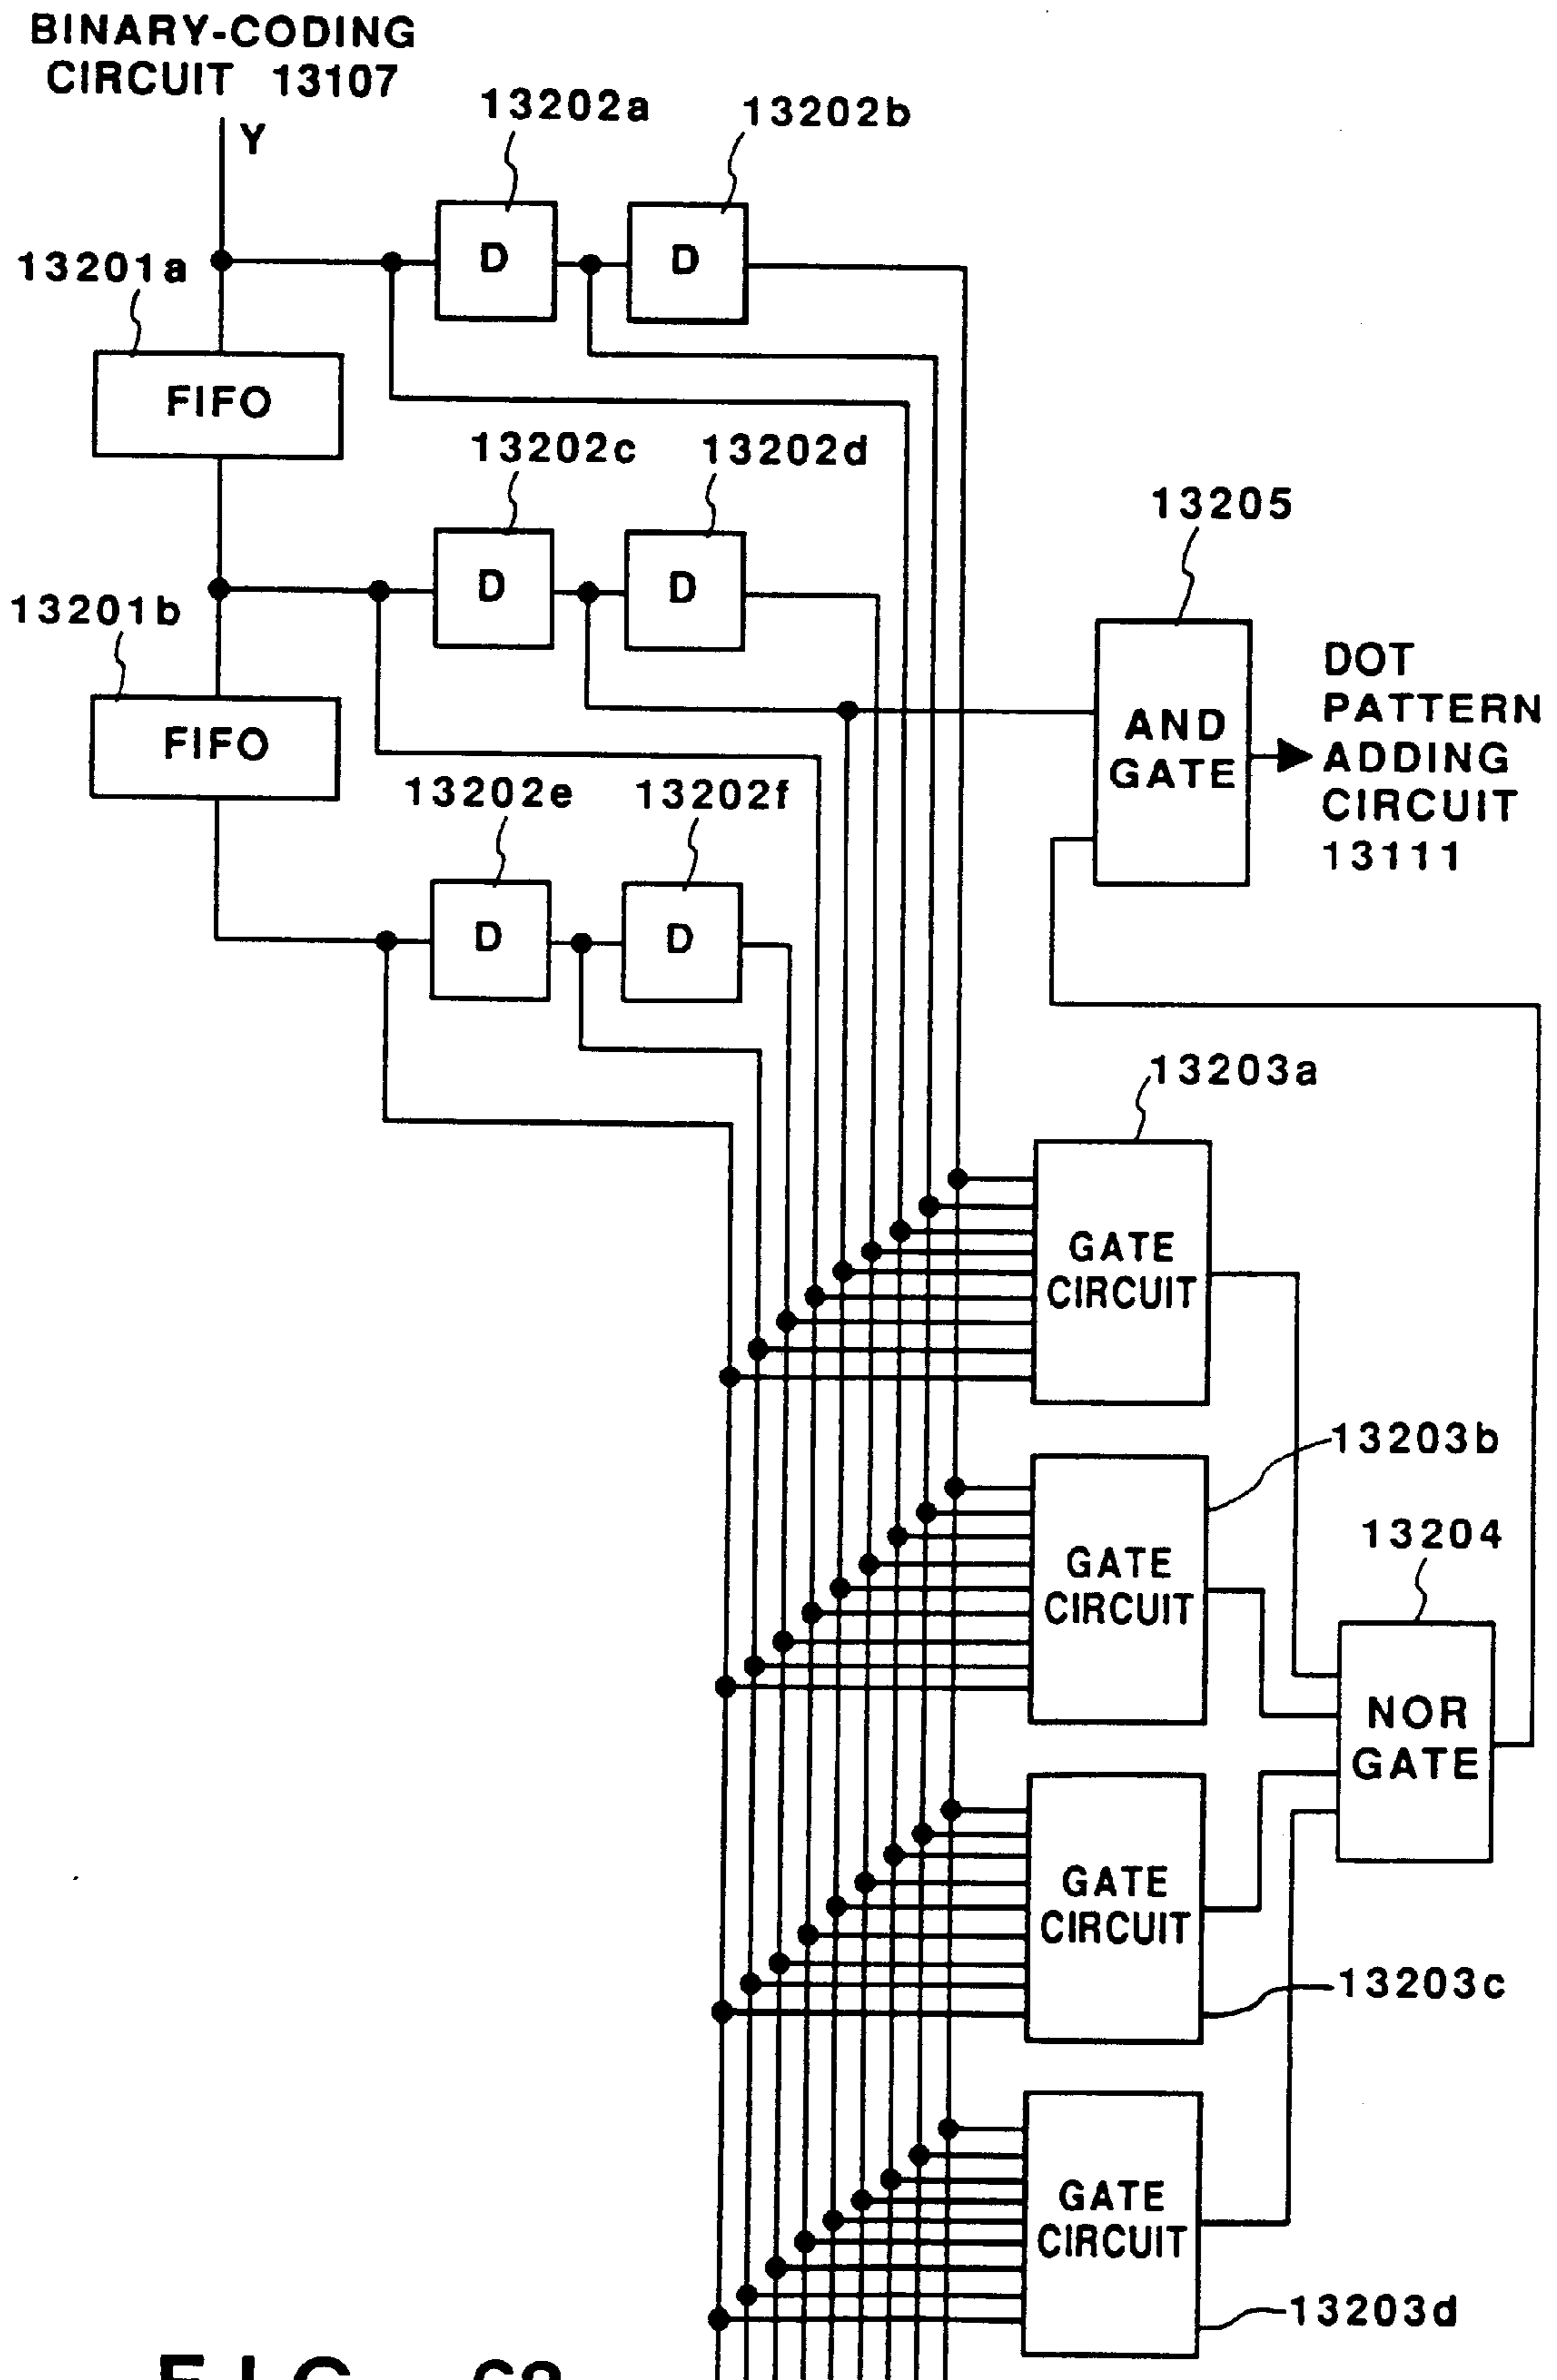 BINARY-CODING
CIRCUIT 13107
Y
13202a
13202b
D
D
13201a
FIFO
13202c
13202d
D
D
13205
13201b
FIFO
AND
GATE
DOT
PATTERN
ADDING
CIRCUIT
13111
13202e
13202f
D
D
13203a
GATE
CIRCUIT
13203b
GATE
CIRCUIT
13204
NOR
GATE
GATE
CIRCUIT
13203c
GATE
CIRCUIT
13203d